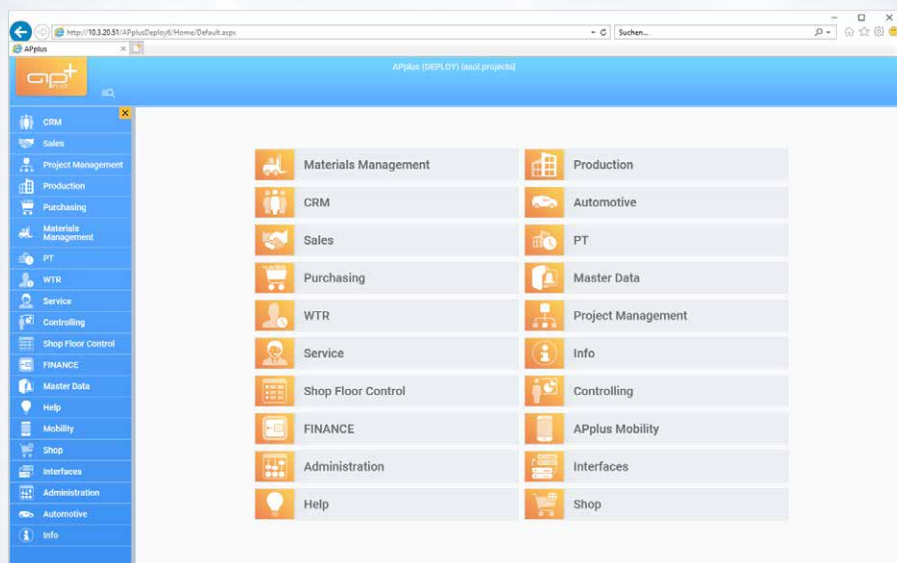 http://10.3.20.51/APplusDeploy6/Home/Default.aspx
Suchen...
APplus
ap+
PLUS
APplus (DEPLOY) [asol.projects]
CRM
Sales
Project Management
Production
Purchasing
Materials
Management
PT
WTR
Service
Controlling
Shop Floor Control
FINANCE
Master Data
Help
Mobility
Shop
Interfaces
Administration
Automotive
Info
Materials Management
Production
CRM
Automotive
Sales
PT
Purchasing
Master Data
WTR
Project Management
Service
Info
Shop Floor Control
Controlling
FINANCE
APplus Mobility
Administration
Interfaces
Help
Shop